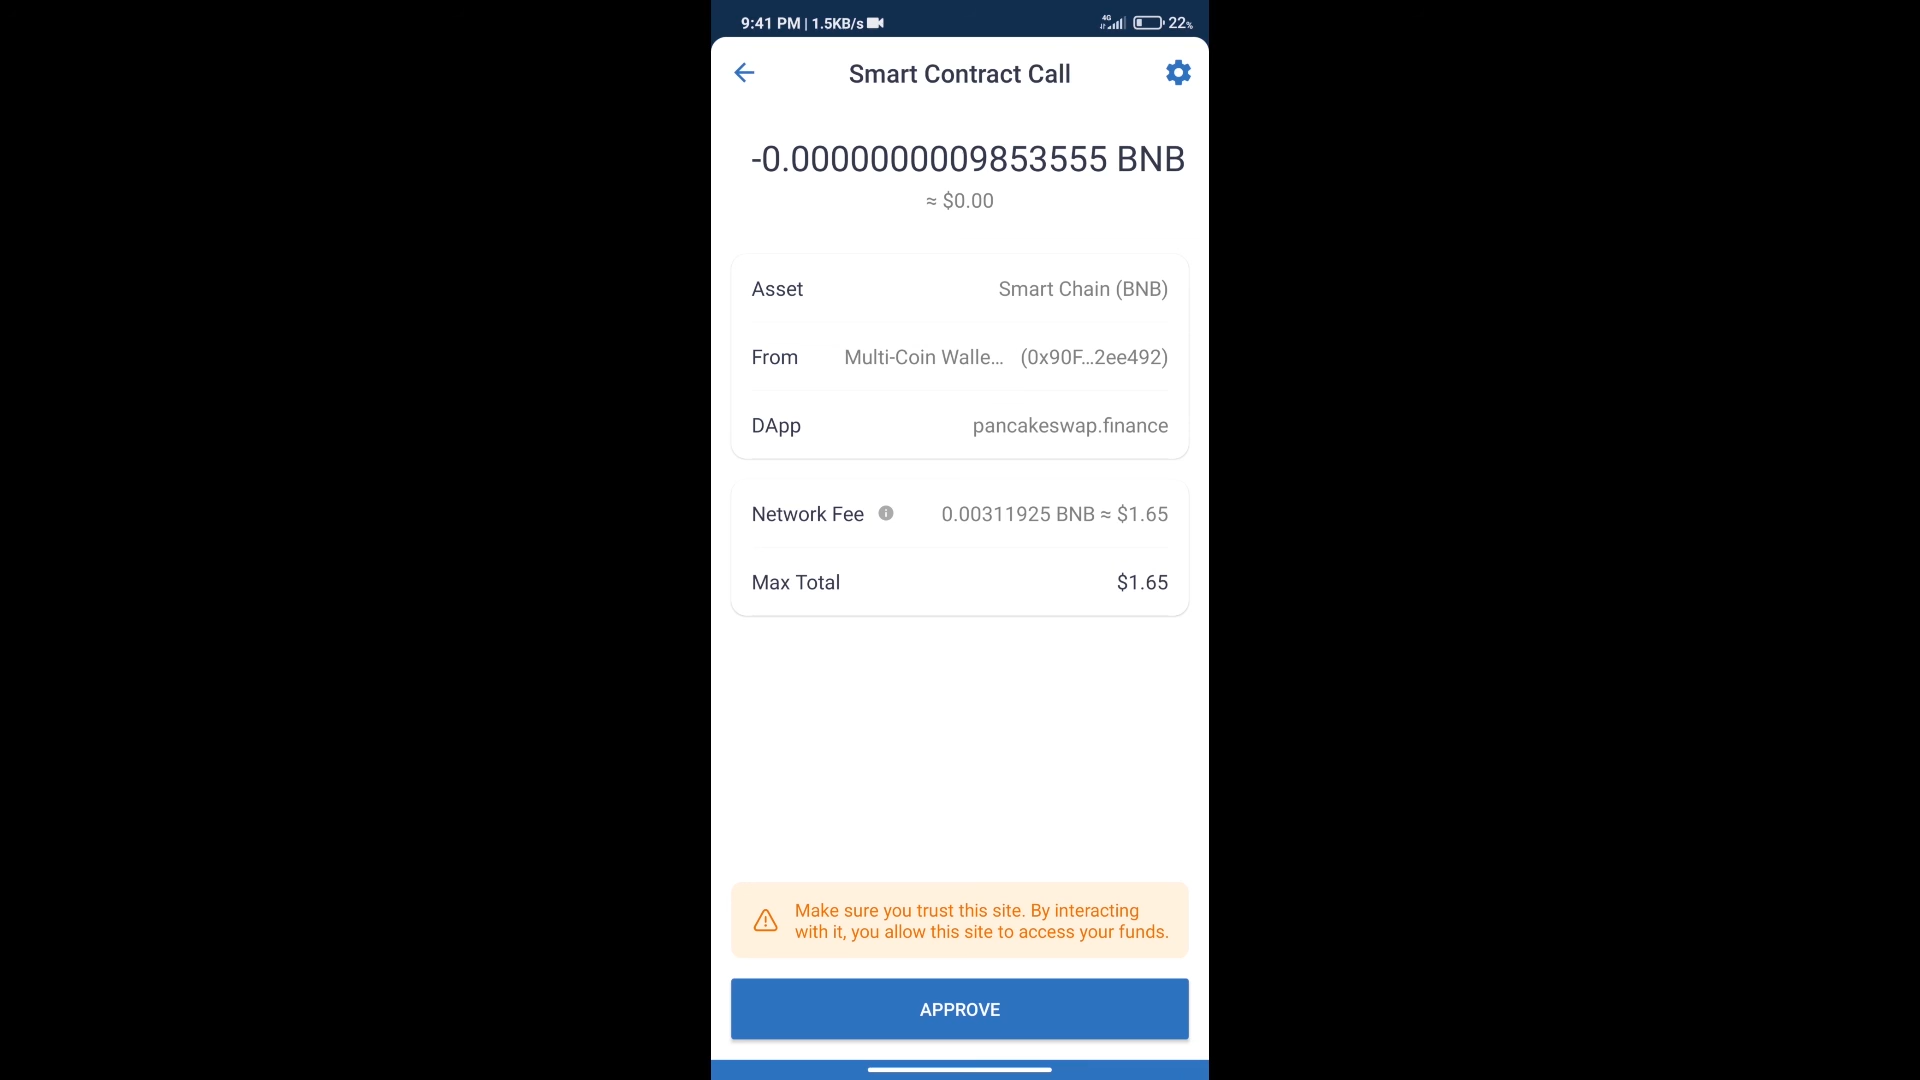 9:41 PM | 1.5KB/s 4G 22%
Smart Contract Call
-0.0000000009853555 BNB
≈ $0.00
Asset Smart Chain (BNB)
From Multi-Coin Walle... (0x90F...2ee492)
DApp pancakeswap.finance
Network Fee 0.00311925 BNB ≈ $1.65
Max Total $1.65
Make sure you trust this site. By interacting
with it, you allow this site to access your funds.
APPROVE